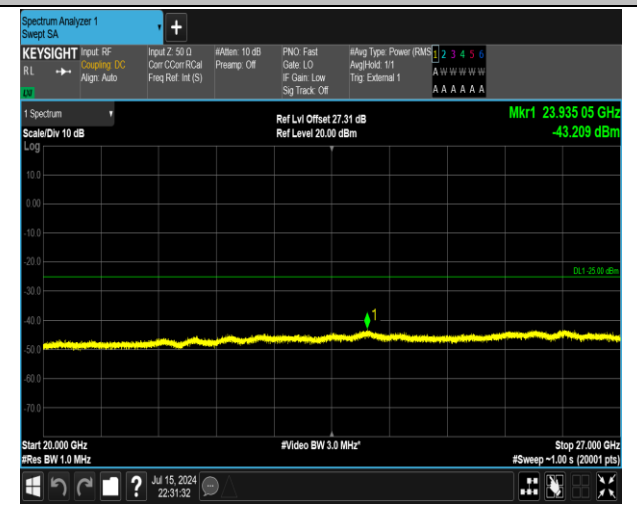 Spectrum Analyzer 1
Swept SA
+
KEYSIGHT Input: RF Input Z: 50 Ω #Atten: 10 dB PNO: Fast #Avg Type: Power (RMS 1 2 3 4 5 6
RL Coupling: DC Corr CCorr RCal Preamp: Off Gate: LO Avg|Hold: 1/1 A W W W W W
Align: Auto Freq Ref: Int (S) IF Gain: Low Trig: External 1
LW Sig Track: Off A A A A A A
1 Spectrum Ref Lvl Offset 27.31 dB Mkr1 23.935 05 GHz
Scale/Div 10 dB Ref Level 20.00 dBm -43.209 dBm
Log
10.0
0.00
-10.0
-20.0
DL1 -25.00 dBm
-30.0
-40.0
1
-50.0
-60.0
-70.0
Start 20.000 GHz #Video BW 3.0 MHz* Stop 27.000 GHz
#Res BW 1.0 MHz #Sweep ~1.00 s (20001 pts)
? Jul 15, 2024
22:31:32